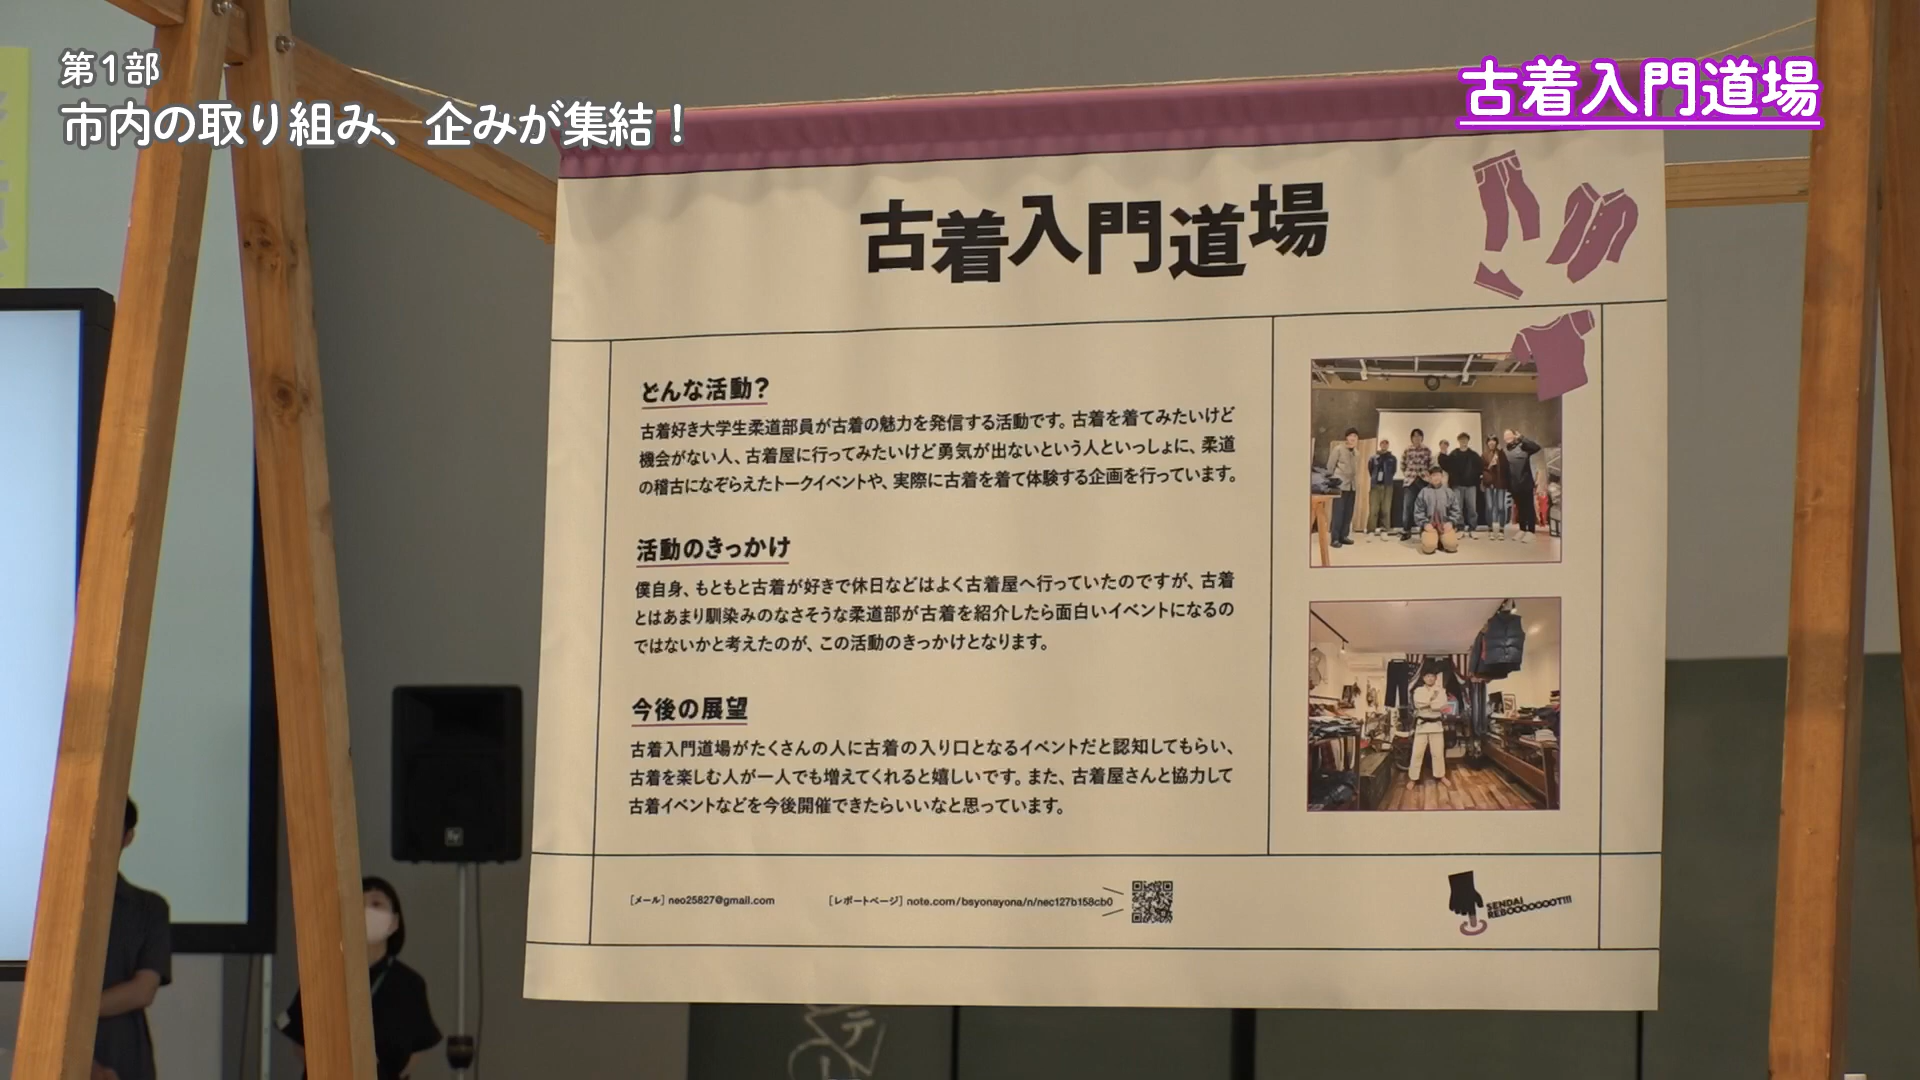 第1部
市内の取り組み、企みが集結！
古着入門道場
古着入門道場
どんな活動？
古着好き大学生柔道部員が古着の魅力を発信する活動です。古着を着てみたいけど
機会がない人、古着屋に行ってみたいけど勇気が出ないという人といっしょに、柔道
の稽古になぞらえたトークイベントや、実際に古着を着て体験する企画を行っています。
活動のきっかけ
僕自身、もともと古着が好きで休日などはよく古着屋へ行っていたのですが、古着
とはあまり馴染みのなさそうな柔道部が古着を紹介したら面白いイベントになるの
ではないかと考えたのが、この活動のきっかけとなります。
今後の展望
古着入門道場がたくさんの人に古着の入り口となるイベントだと認知してもらい、
古着を楽しむ人が一人でも増えてくれると嬉しいです。また、古着屋さんと協力して
古着イベントなどを今後開催できたらいいなと思っています。
［メール］neo25827@gmail.com
［レポートページ］note.com/bsyonayona/n/nec127b158cb0
SENDAI
REBOOOOOOOT!!!